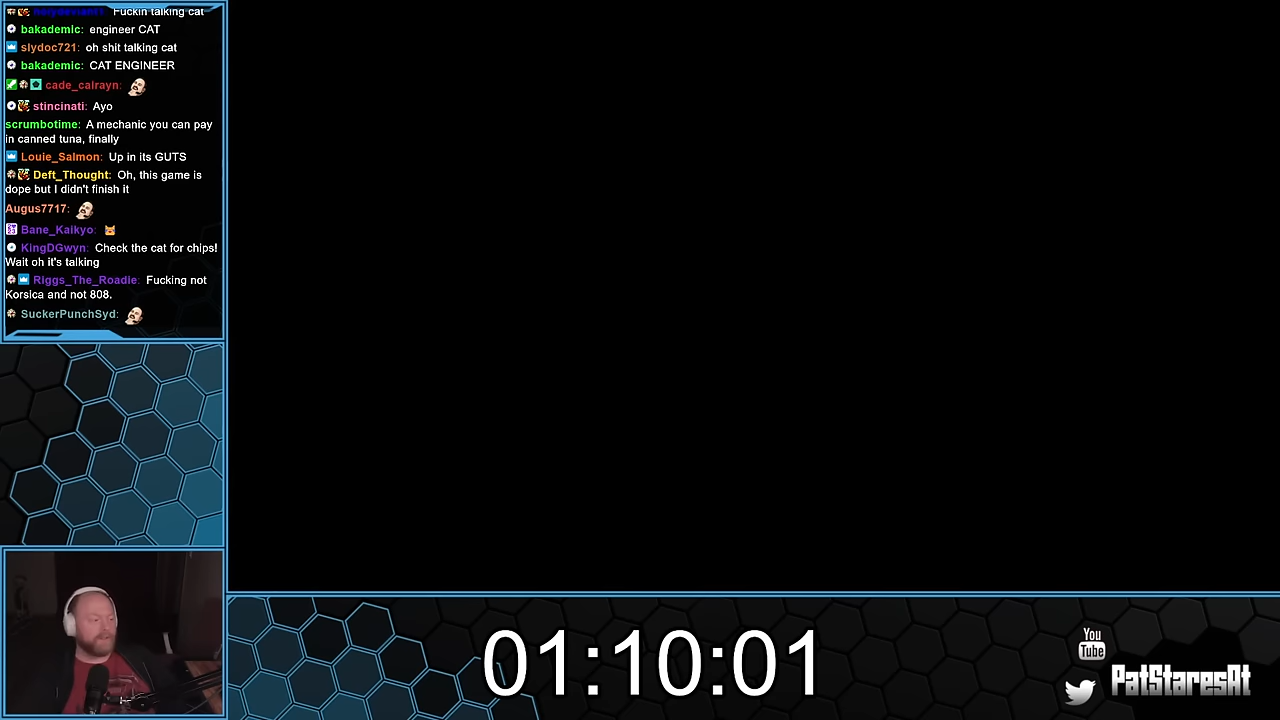 Fuckin talking cat
bakademic: engineer CAT
slydoc721: oh shit talking cat
bakademic: CAT ENGINEER
cade_cairayn:
stincinati: Ayo
scrumbotime: A mechanic you can pay
in canned tuna, finally
Louie_Salmon: Up in its GUTS
Deft_Thought: Oh, this game is
dope but I didn't finish it
Augus7717:
Bane_Kaikyo:
KingDGwyn: Check the cat for chips!
Wait oh it's talking
Riggs_The_Roadie: Fucking not
Korsica and not 808.
SuckerPunchSyd:
01:10:01
You
Tube
PatStaresAt